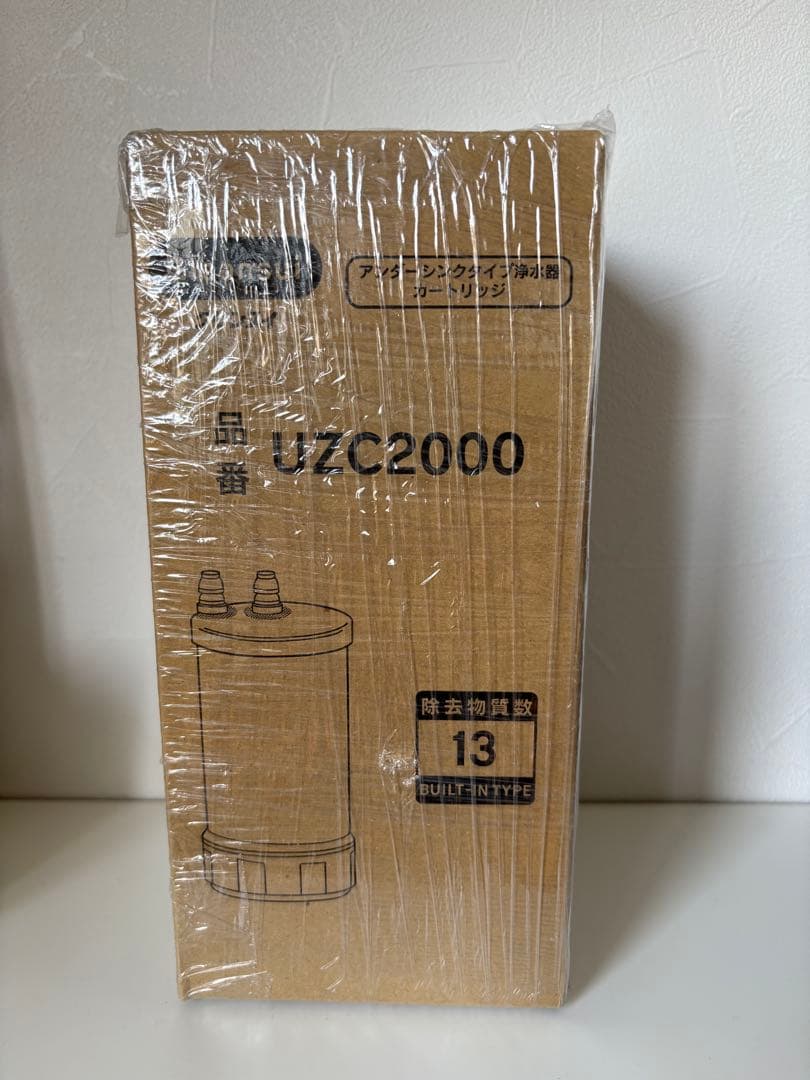 アンダーシンクタイプ浄水器
カートリッジ
品番 UZC2000
除去物質数
13
BUILT-IN TYPE